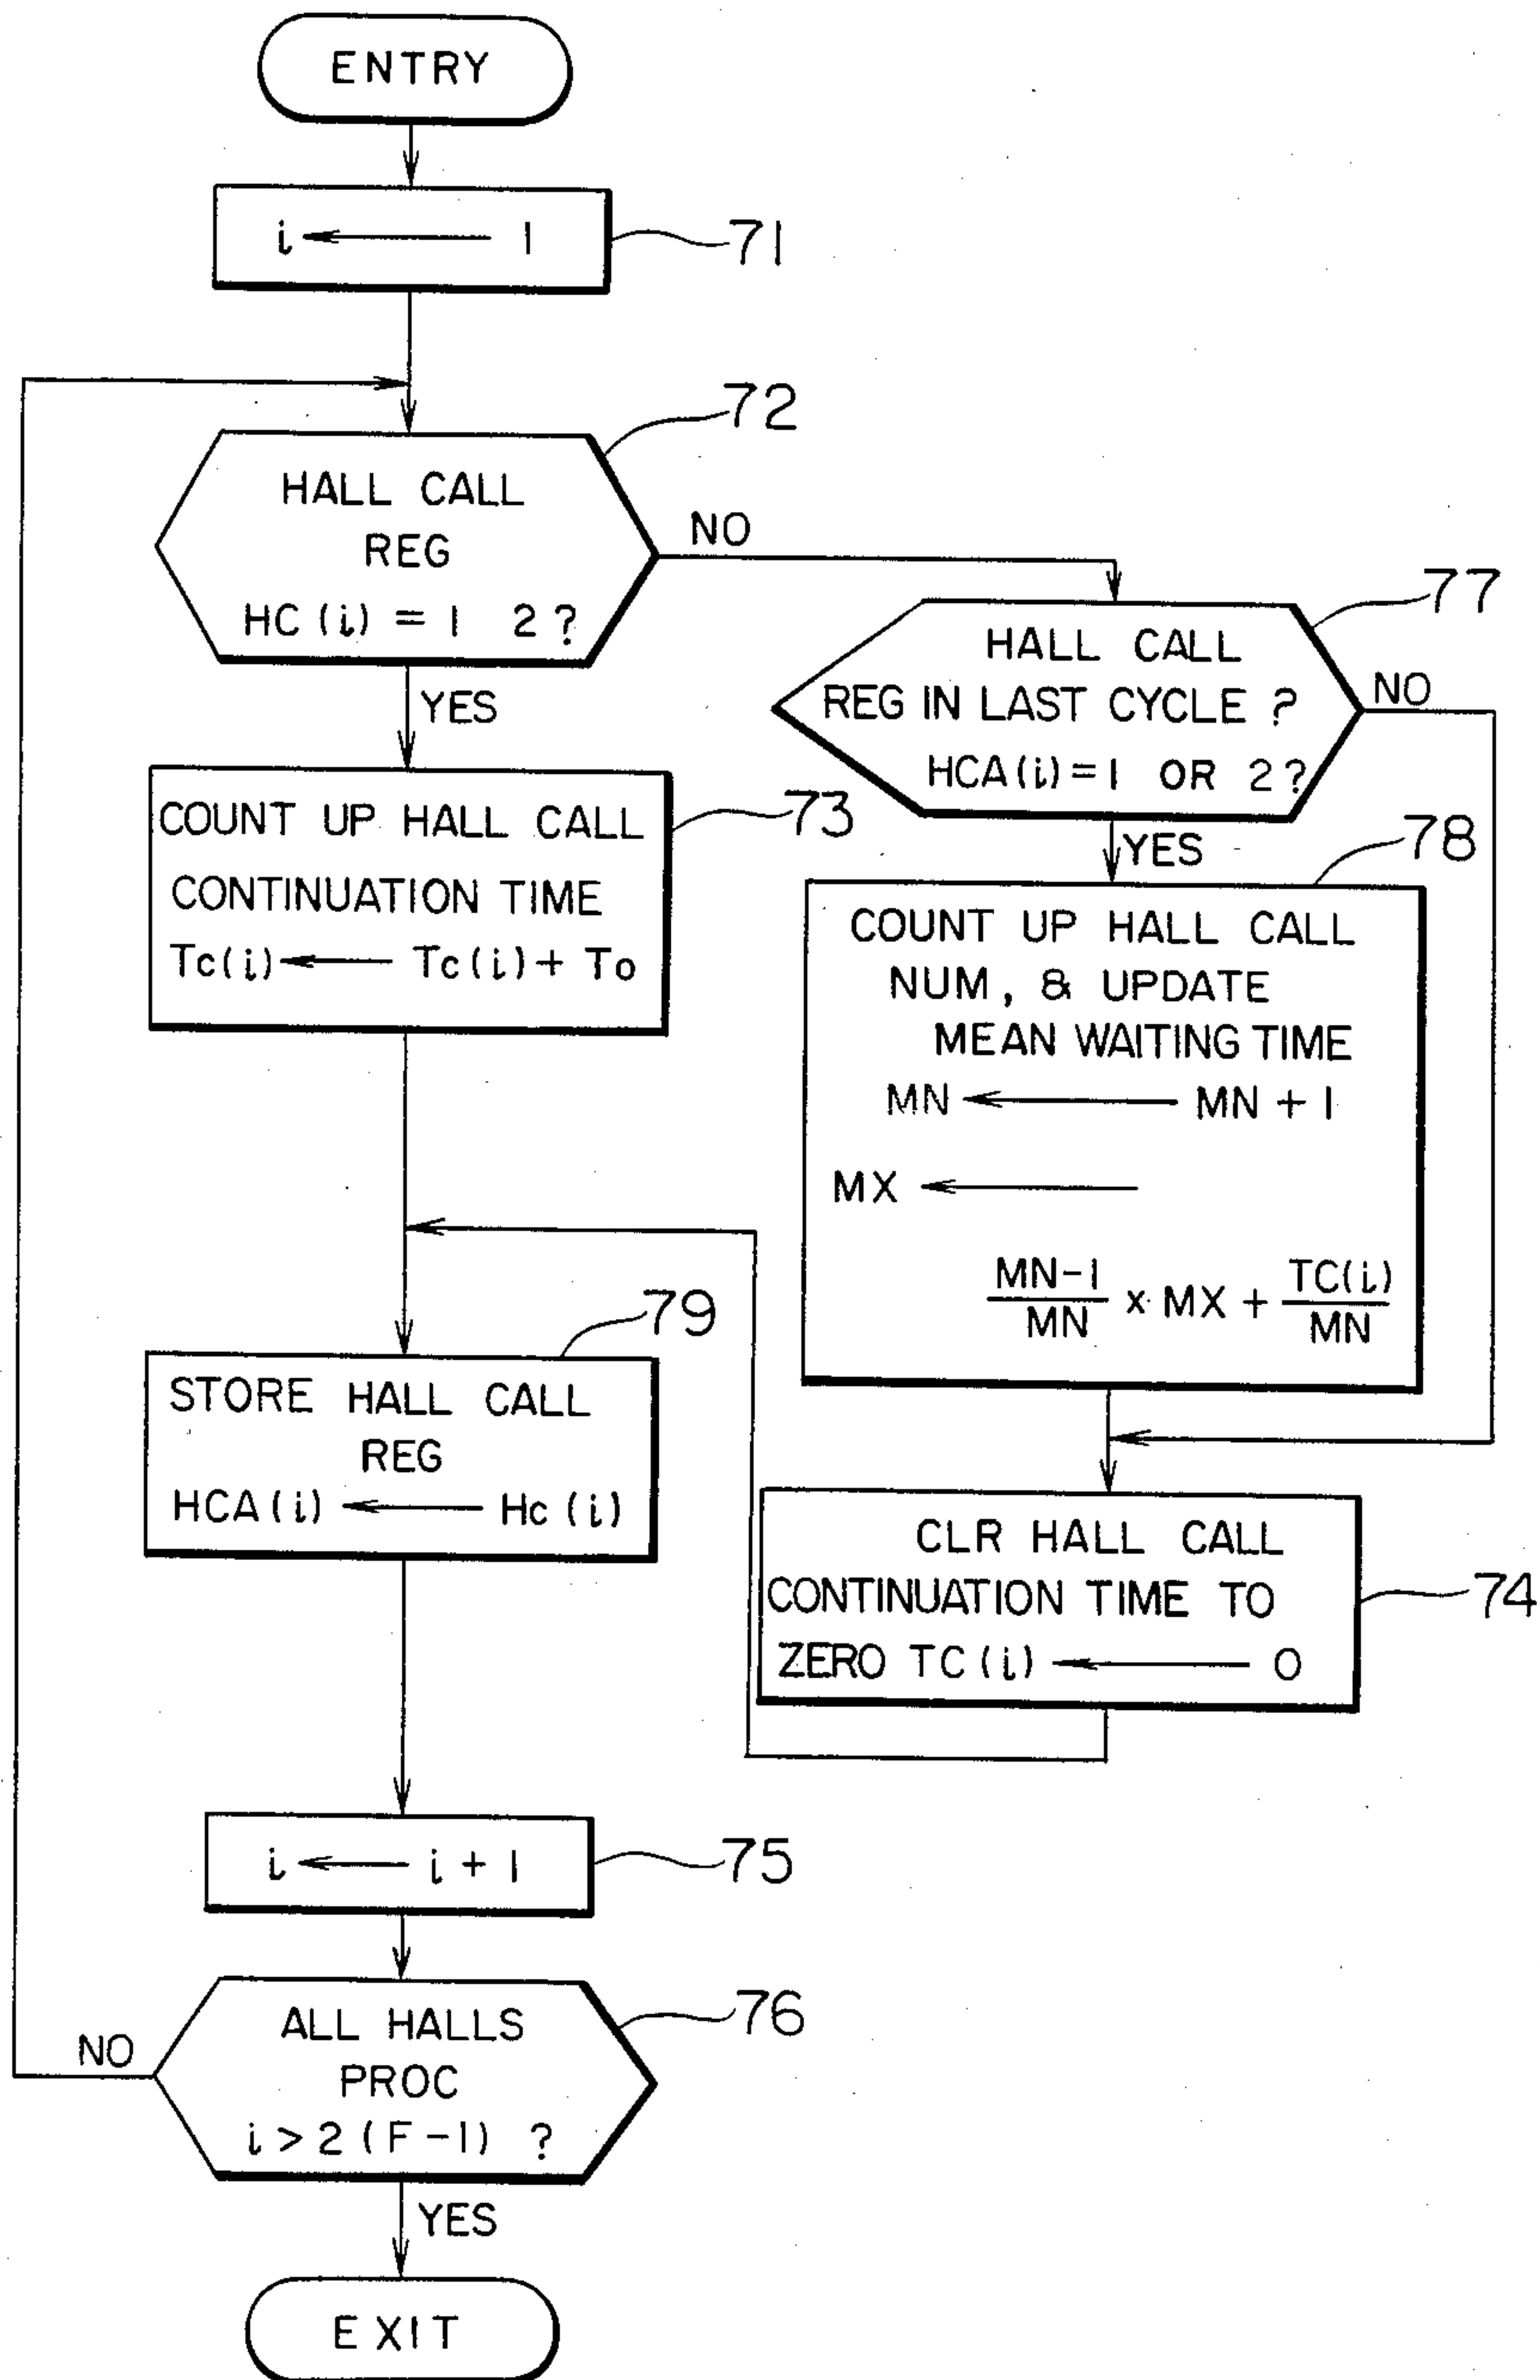 ENTRY
i ← 1
71
72
HALL CALL
REG
HC (i) = 1 2?
NO
YES
77
HALL CALL
REG IN LAST CYCLE ?
HCA(i) = 1 OR 2?
NO
YES
73
COUNT UP HALL CALL
CONTINUATION TIME
Tc(i) ← Tc(i) + To
78
COUNT UP HALL CALL
NUM, & UPDATE
MEAN WAITING TIME
MN ← MN + 1
MX ←
MN-1/MN × MX + TC(i)/MN
79
STORE HALL CALL
REG
HCA(i) ← Hc (i)
CLR HALL CALL
CONTINUATION TIME TO
ZERO TC (i) ← 0
74
i ← i + 1
75
76
ALL HALLS
PROC
i > 2 (F-1) ?
NO
YES
EXIT